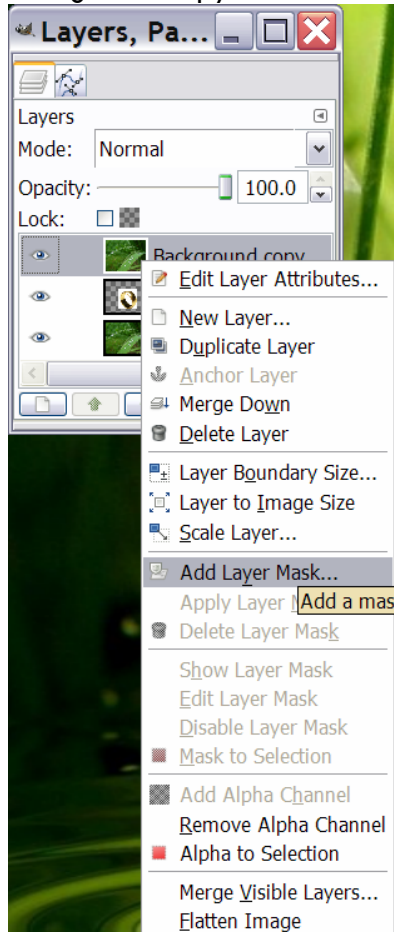 Layers, Pa...
Layers
Mode: Normal
Opacity: 100.0
Lock:
Background copy
Edit Layer Attributes...
New Layer...
Duplicate Layer
Anchor Layer
Merge Down
Delete Layer
Layer Boundary Size...
Layer to Image Size
Scale Layer...
Add Layer Mask...
Apply Layer
Add a mas
Delete Layer Mask
Show Layer Mask
Edit Layer Mask
Disable Layer Mask
Mask to Selection
Add Alpha Channel
Remove Alpha Channel
Alpha to Selection
Merge Visible Layers...
Flatten Image